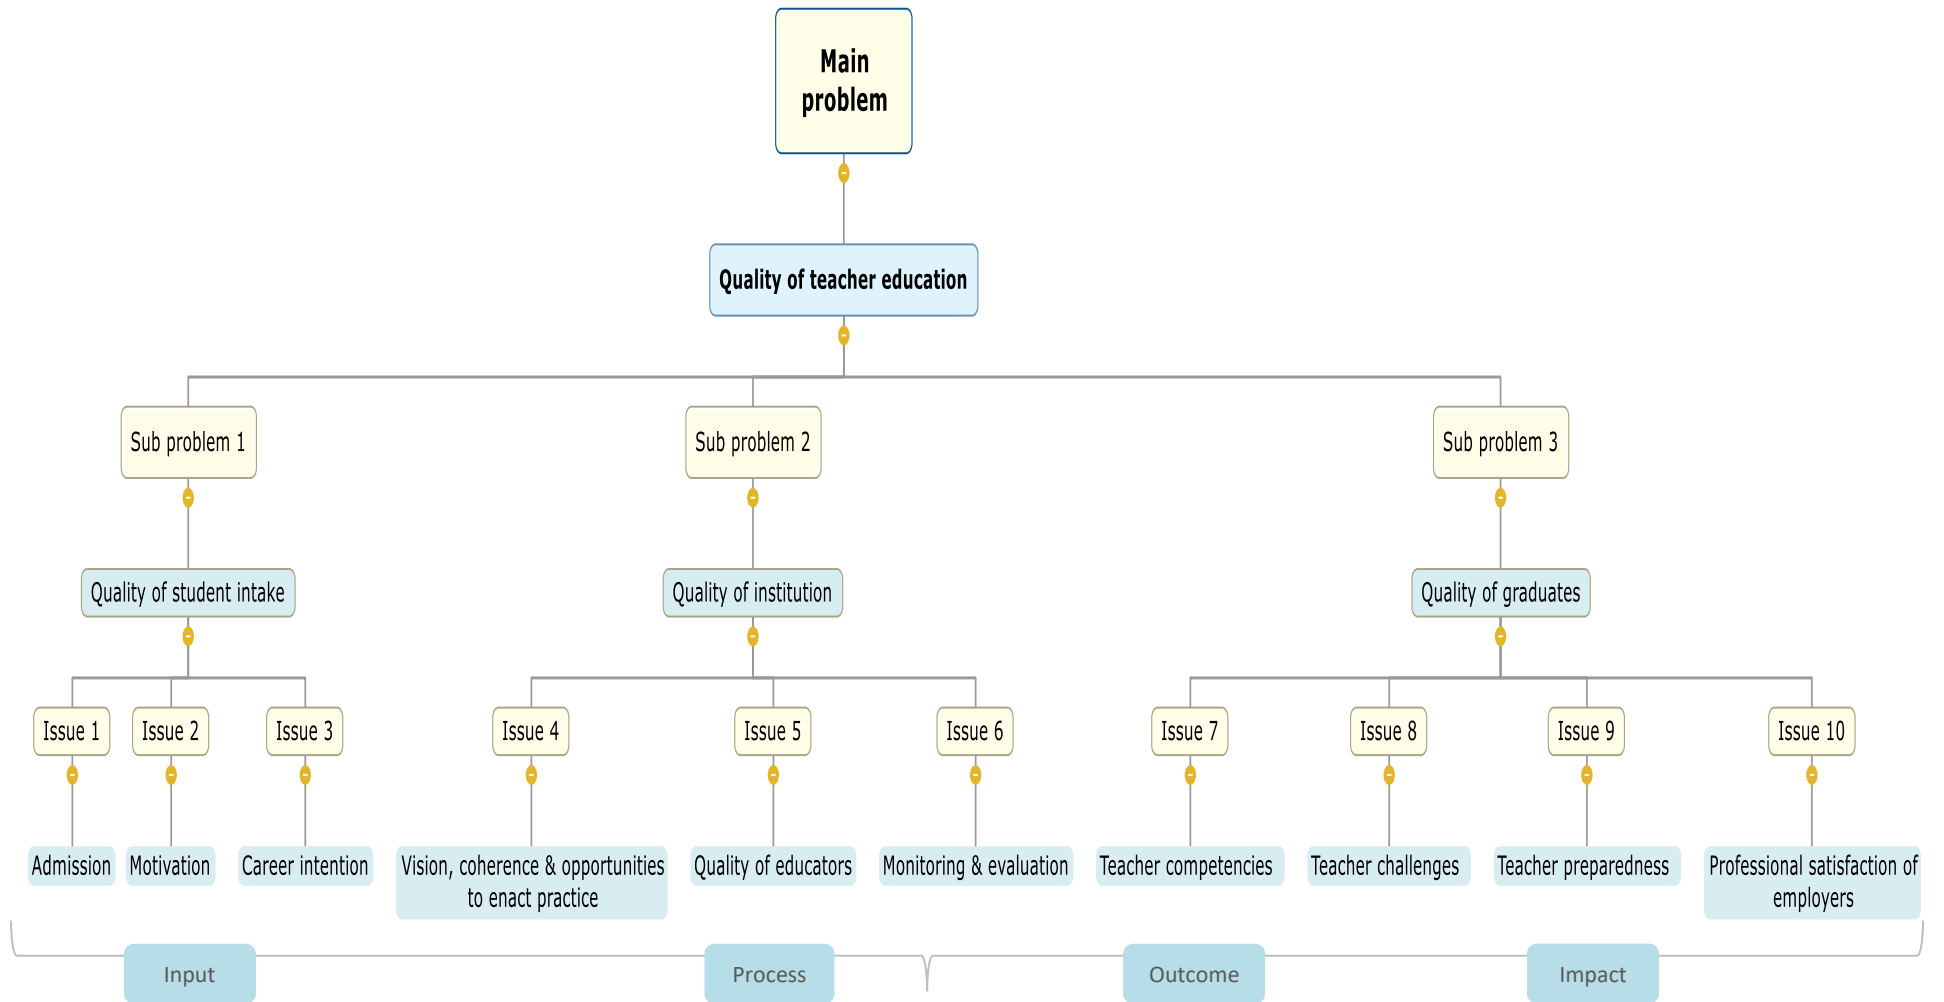 Main
problem
Quality of teacher education
Sub problem 1
Sub problem 2
Sub problem 3
Quality of student intake
Quality of institution
Quality of graduates
Issue 1
Issue 2
Issue 3
Issue 4
Issue 5
Issue 6
Issue 7
Issue 8
Issue 9
Issue 10
Admission
Motivation
Career intention
Vision, coherence & opportunities
to enact practice
Quality of educators
Monitoring & evaluation
Teacher competencies
Teacher challenges
Teacher preparedness
Professional satisfaction of
employers
Input
Process
Outcome
Impact